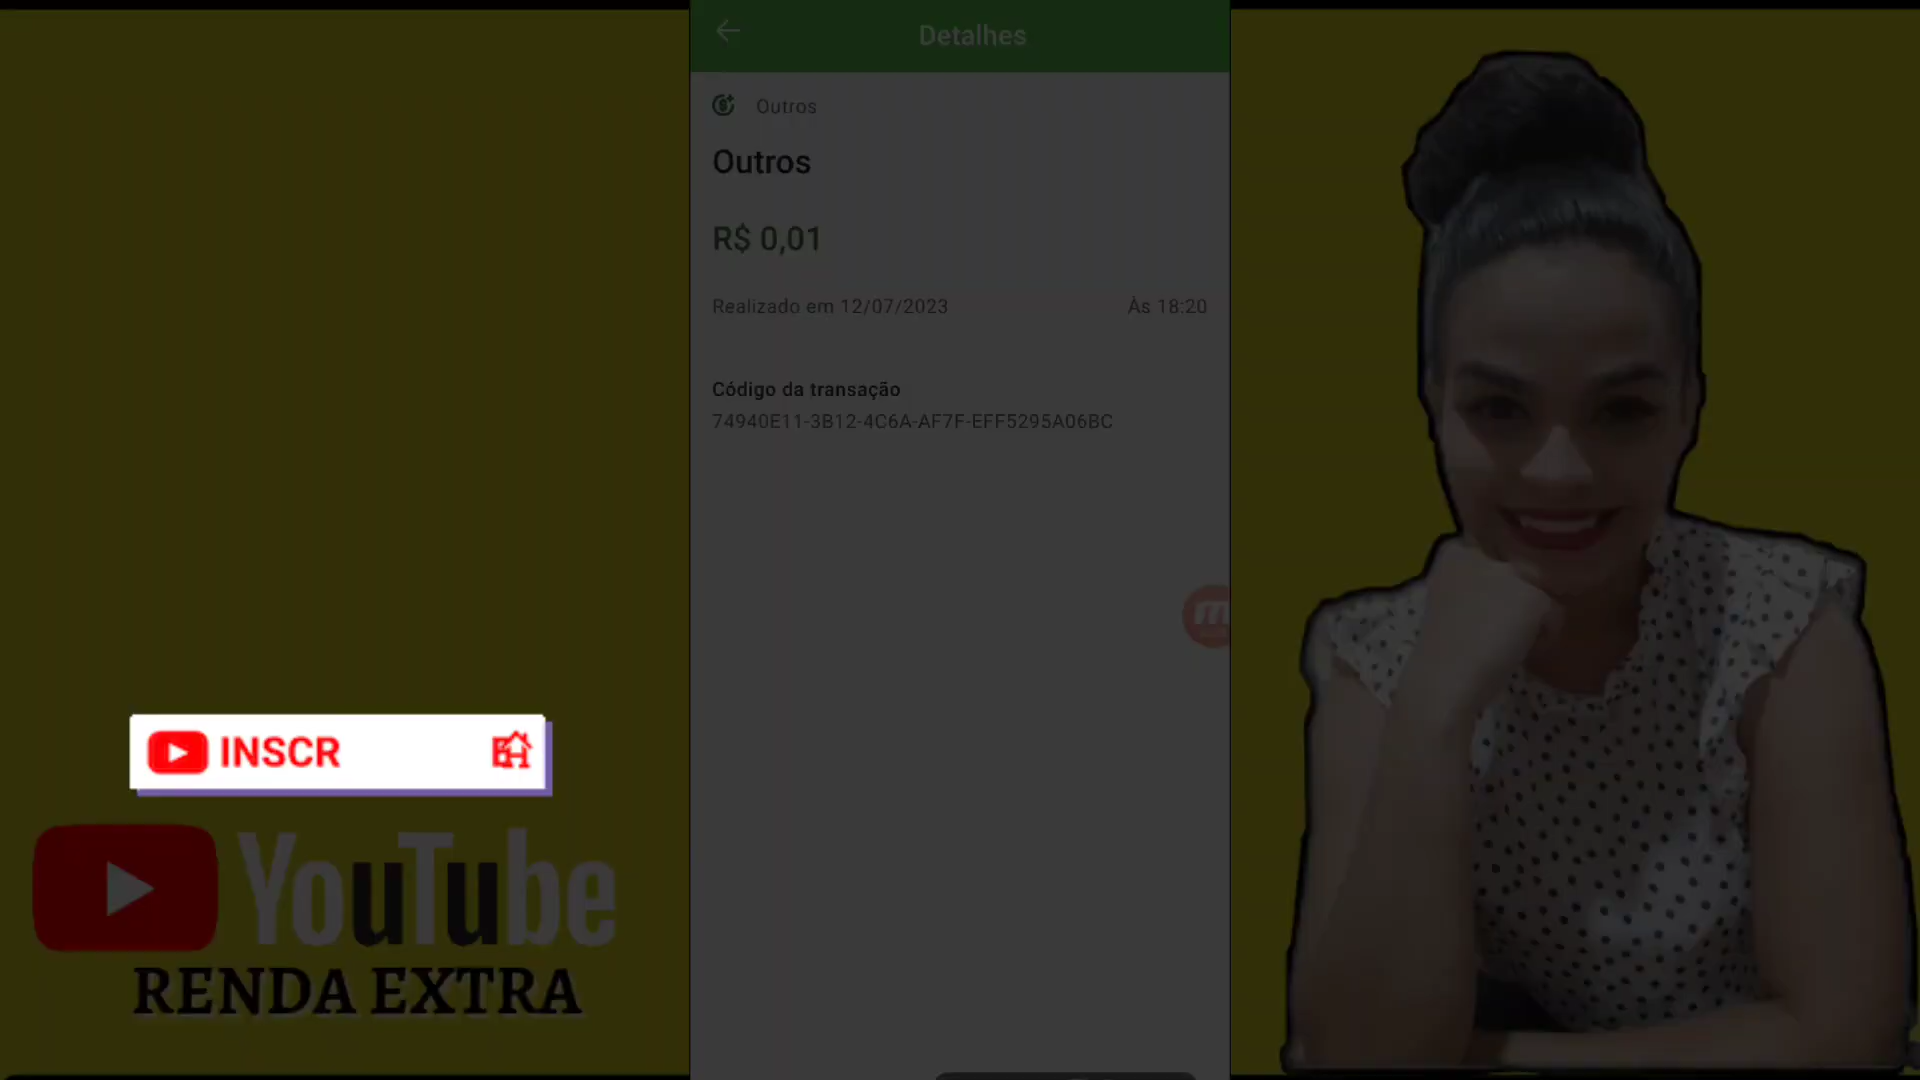 Detalhes
Outros
Outros
R$ 0,01
Realizado em 12/07/2023 Às 18:20
Código da transação
74940E11-3B12-4C6A-AF7F-EFF5295A06BC
INSCR
YouTube
RENDA EXTRA